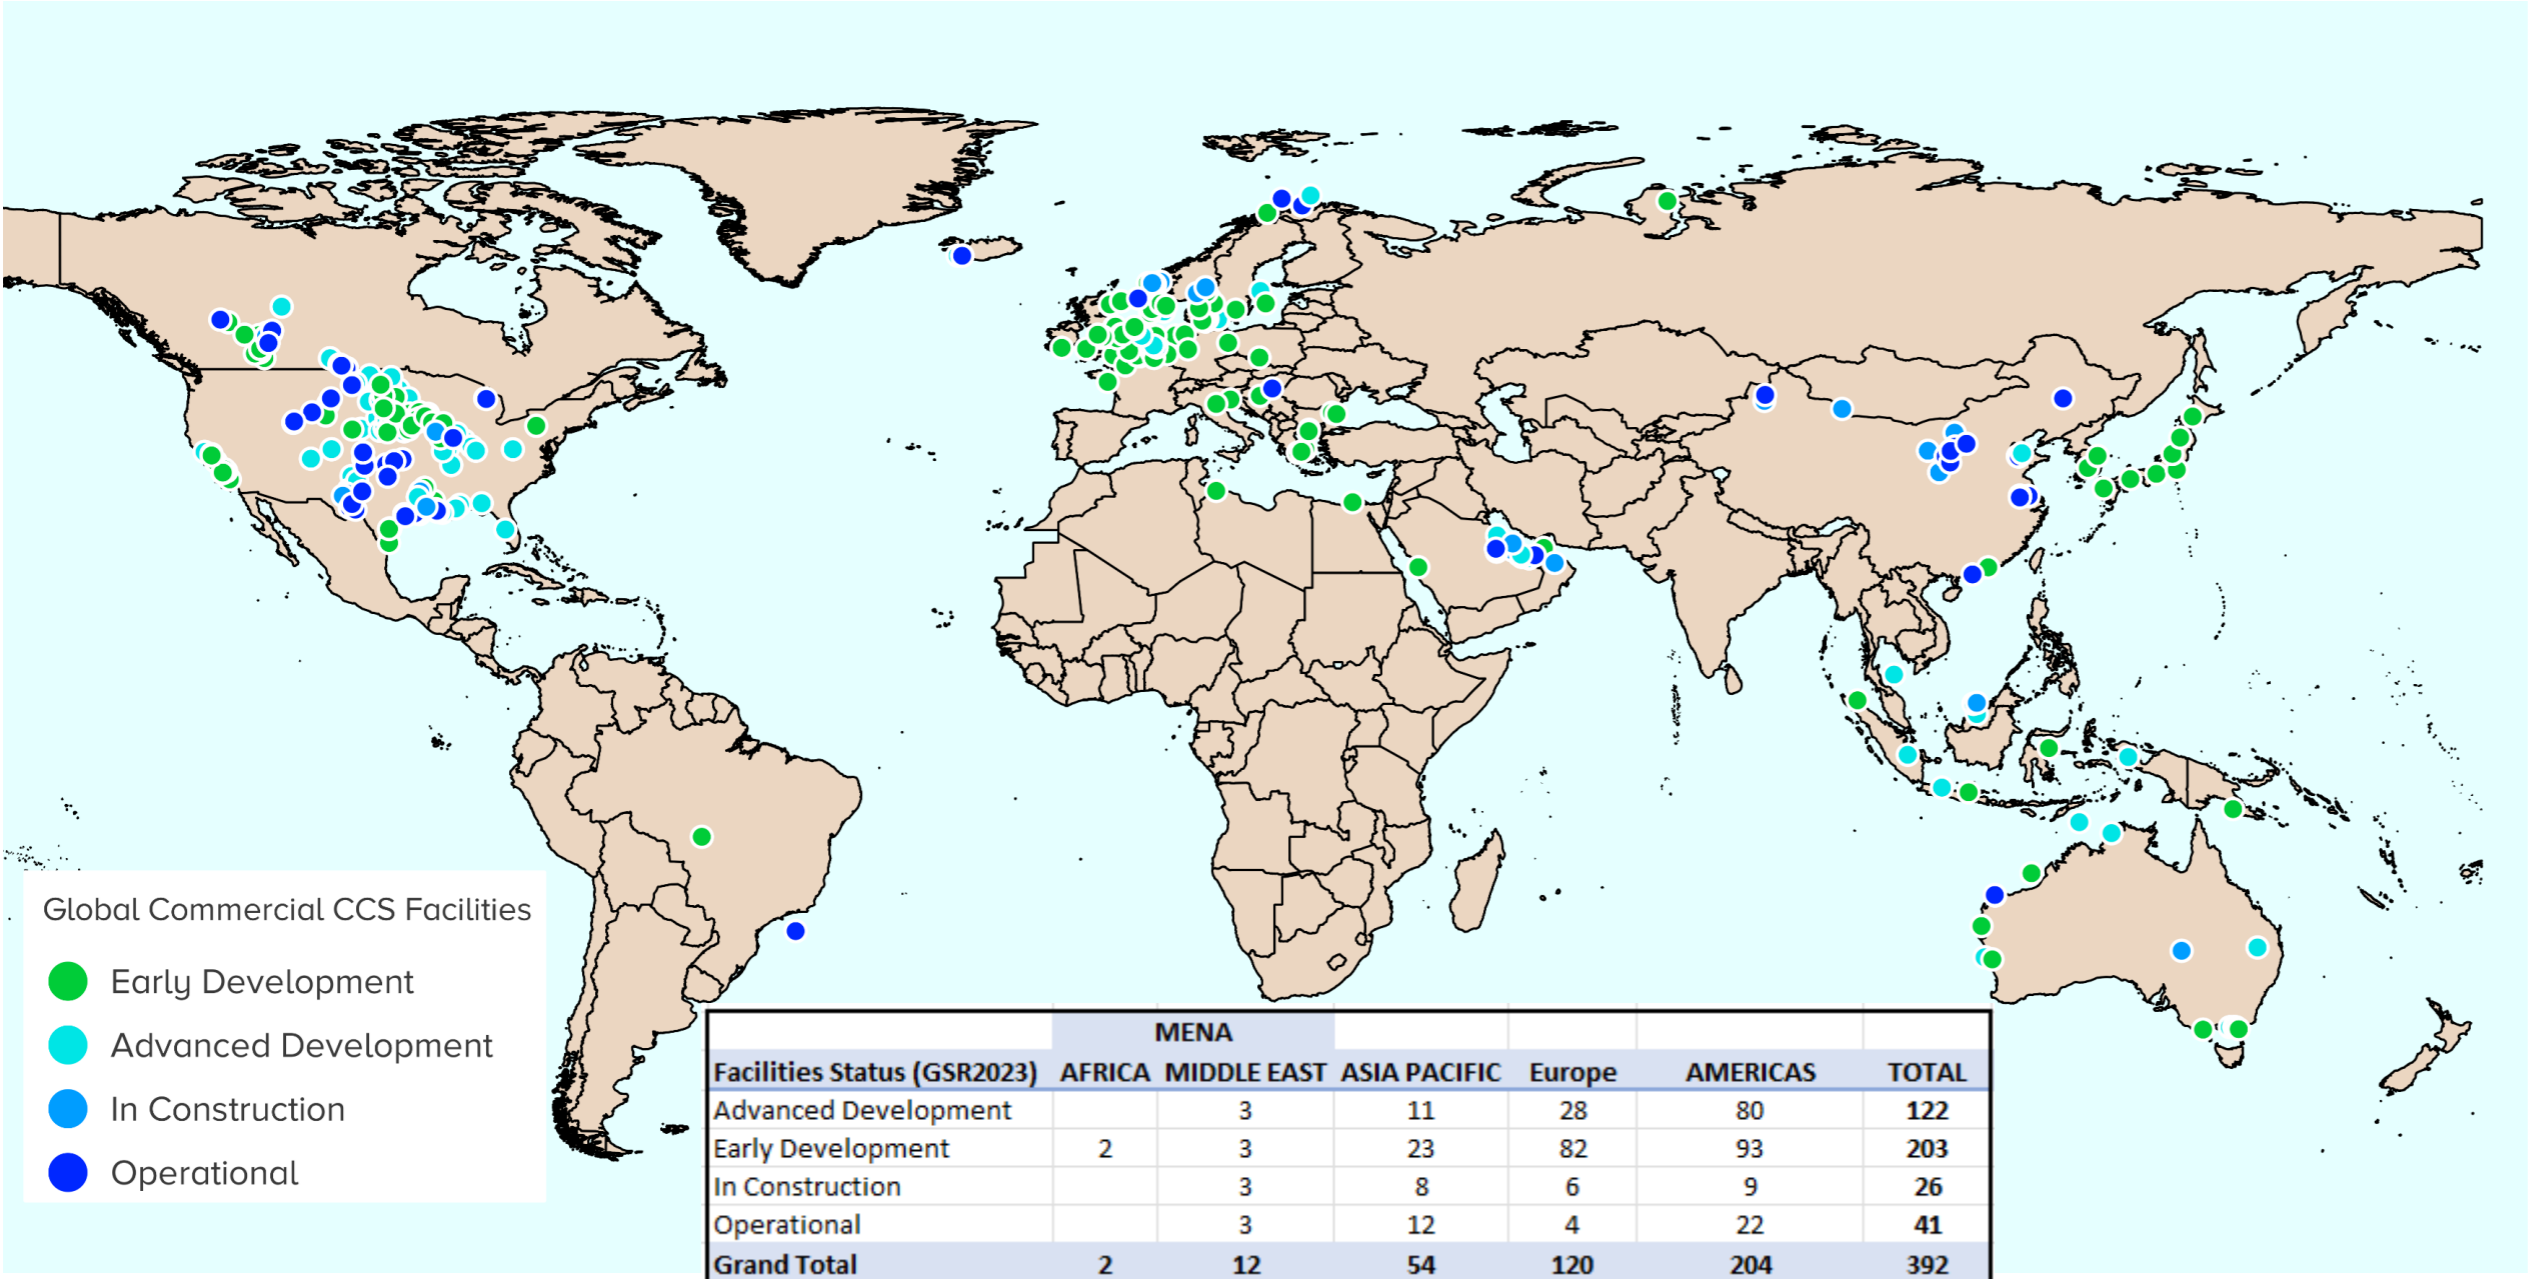 Global Commercial CCS Facilities
Early Development
Advanced Development
In Construction
Operational
MENA
Facilities Status (GSR2023) AFRICA MIDDLE EAST ASIA PACIFIC Europe AMERICAS TOTAL
Advanced Development 3 11 28 80 122
Early Development 2 3 23 82 93 203
In Construction 3 8 6 9 26
Operational 3 12 4 22 41
Grand Total 2 12 54 120 204 392